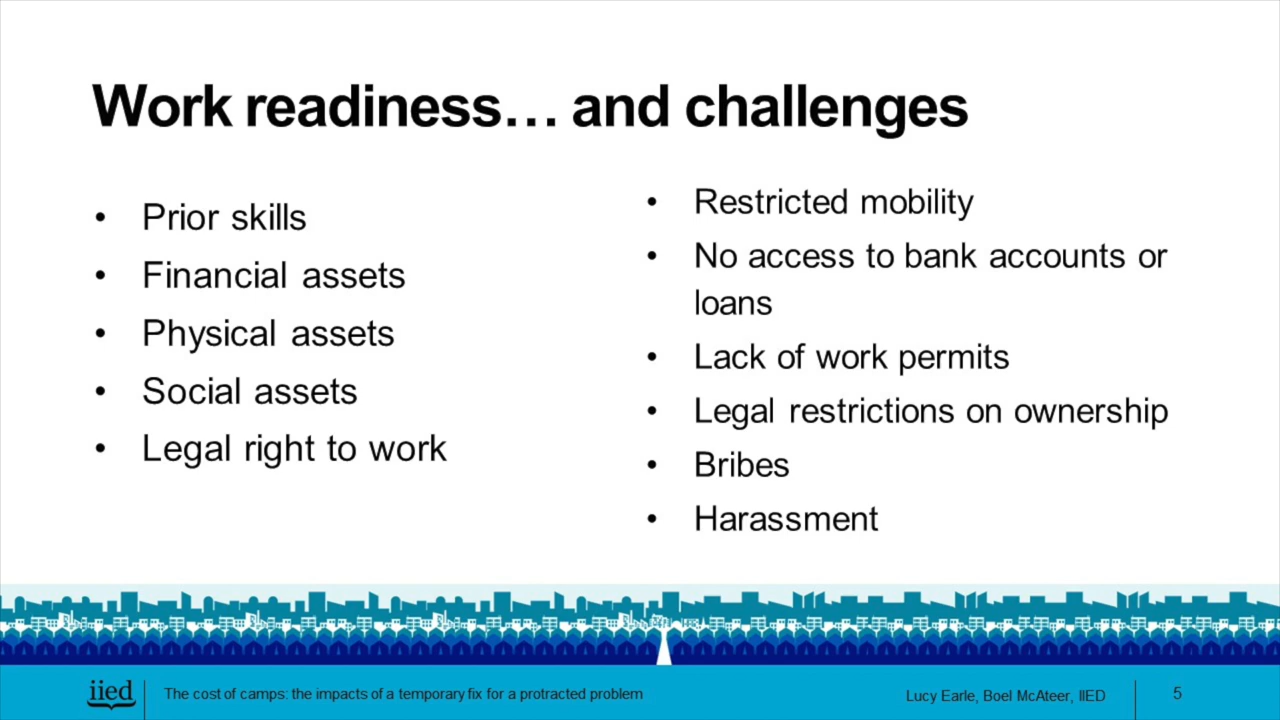 Work readiness… and challenges
• Prior skills
• Financial assets
• Physical assets
• Social assets
• Legal right to work
• Restricted mobility
• No access to bank accounts or
loans
• Lack of work permits
• Legal restrictions on ownership
• Bribes
• Harassment
iied
The cost of camps: the impacts of a temporary fix for a protracted problem
Lucy Earle, Boel McAteer, IIED
5